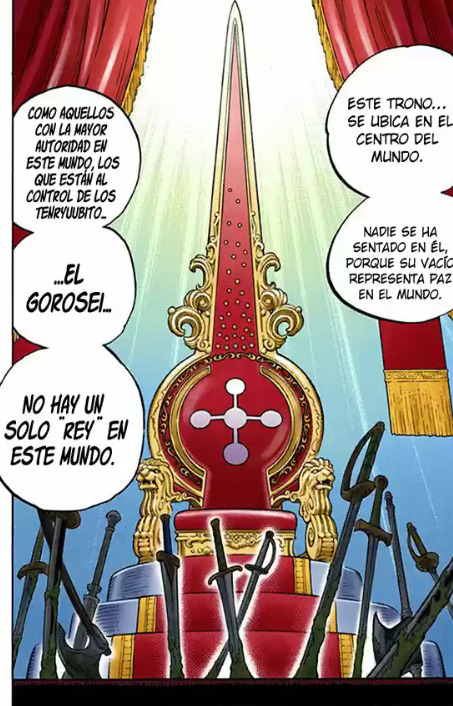 ESTE TRONO...
SE UBICA EN EL
CENTRO DEL
MUNDO.
NADIE SE HA
SENTADO EN ÉL,
PORQUE SU VACÍO
REPRESENTA PAZ
EN EL MUNDO.
COMO AQUELLOS
CON LA MAYOR
AUTORIDAD EN
ESTE MUNDO, LOS
QUE ESTÁN AL
CONTROL DE LOS
TENRYUUBITO...
...EL
GOROSEI...
NO HAY UN
SOLO "REY" EN
ESTE MUNDO.